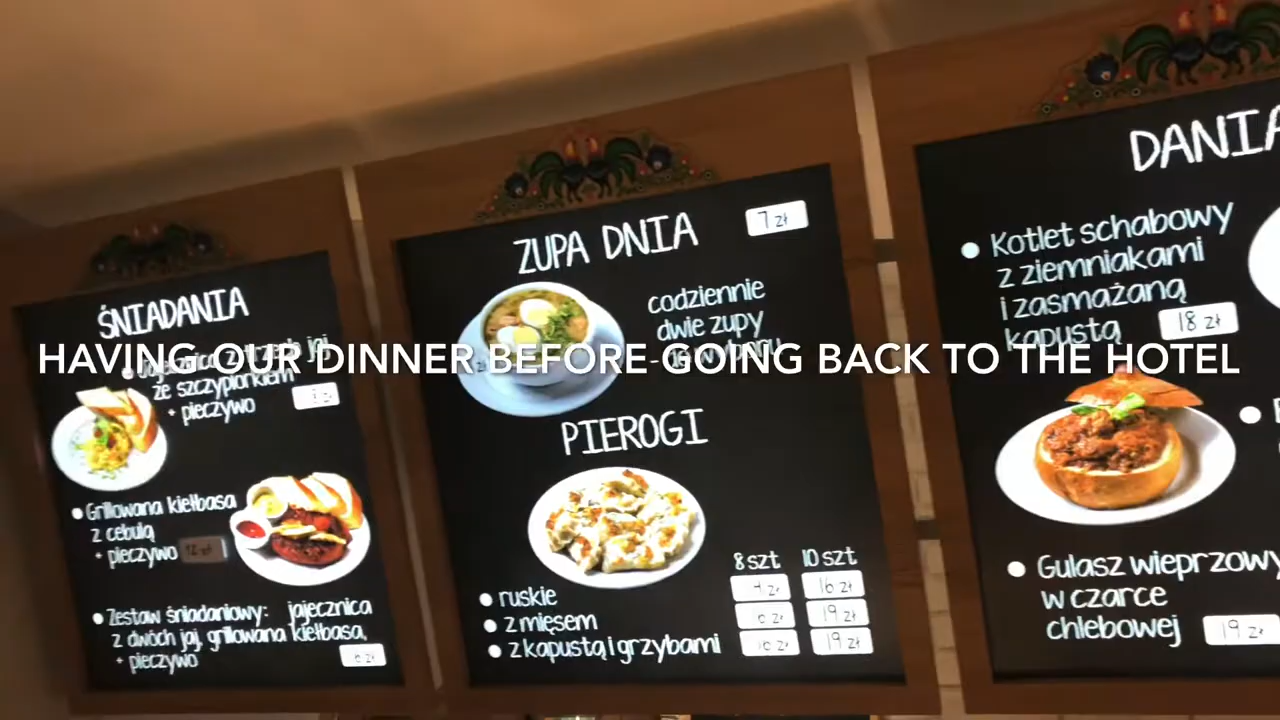 ŚNIADANIA
że szczypiorkiem
+ pieczywo
Grillowana kiełbasa
z cebulą
+ pieczywo 12 zł
Zestaw śniadaniowy: jajecznica
z dwóch jaj, grillowana kiełbasa,
+ pieczywo
ZUPA DNIA 7 zł
codziennie
dwie zupy
PIEROGI
8 szt 10 szt
ruskie 16 zł
z mięsem 19 zł
z kapustą i grzybami 19 zł
DANIA
Kotlet schabowy
z ziemniakami
i zasmażaną
kapustą 18 zł
Gulasz wieprzowy
w czarce
chlebowej 19 zł
HAVING OUR DINNER BEFORE GOING BACK TO THE HOTEL